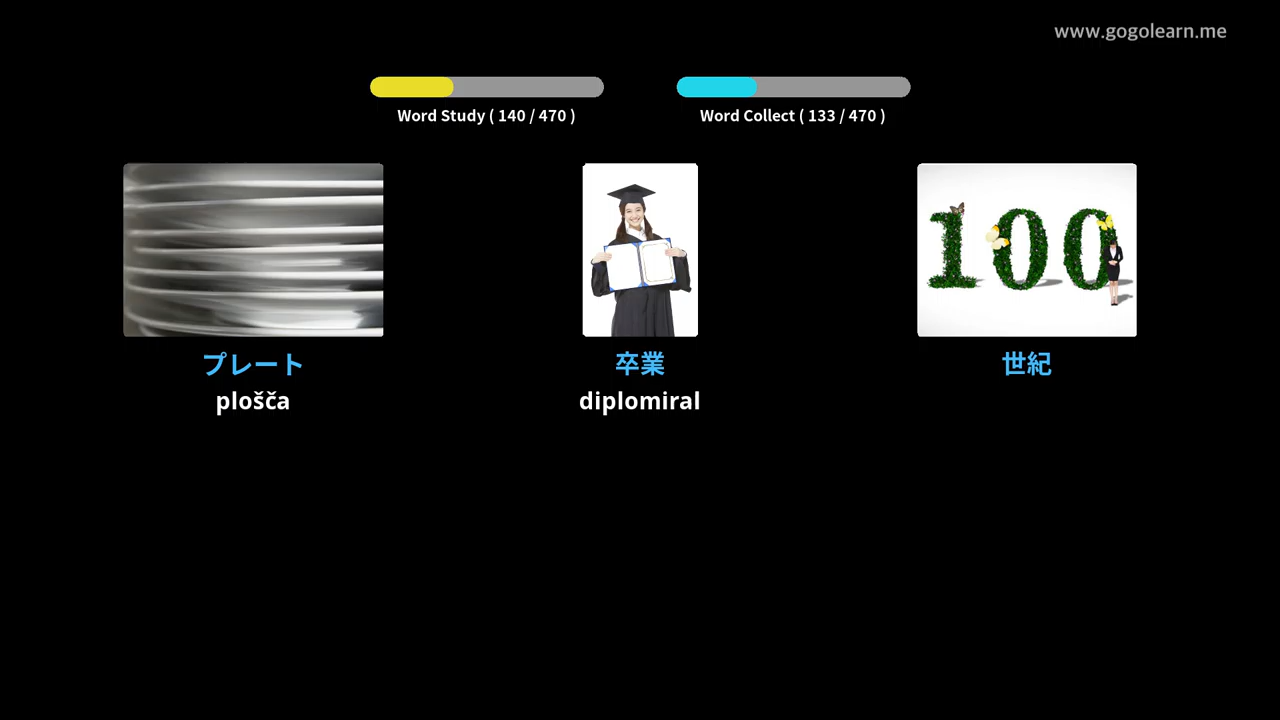 www.gogolearn.me
Word Study ( 140 / 470 )
Word Collect ( 133 / 470 )
100
プレート
卒業
世紀
plošča
diplomiral